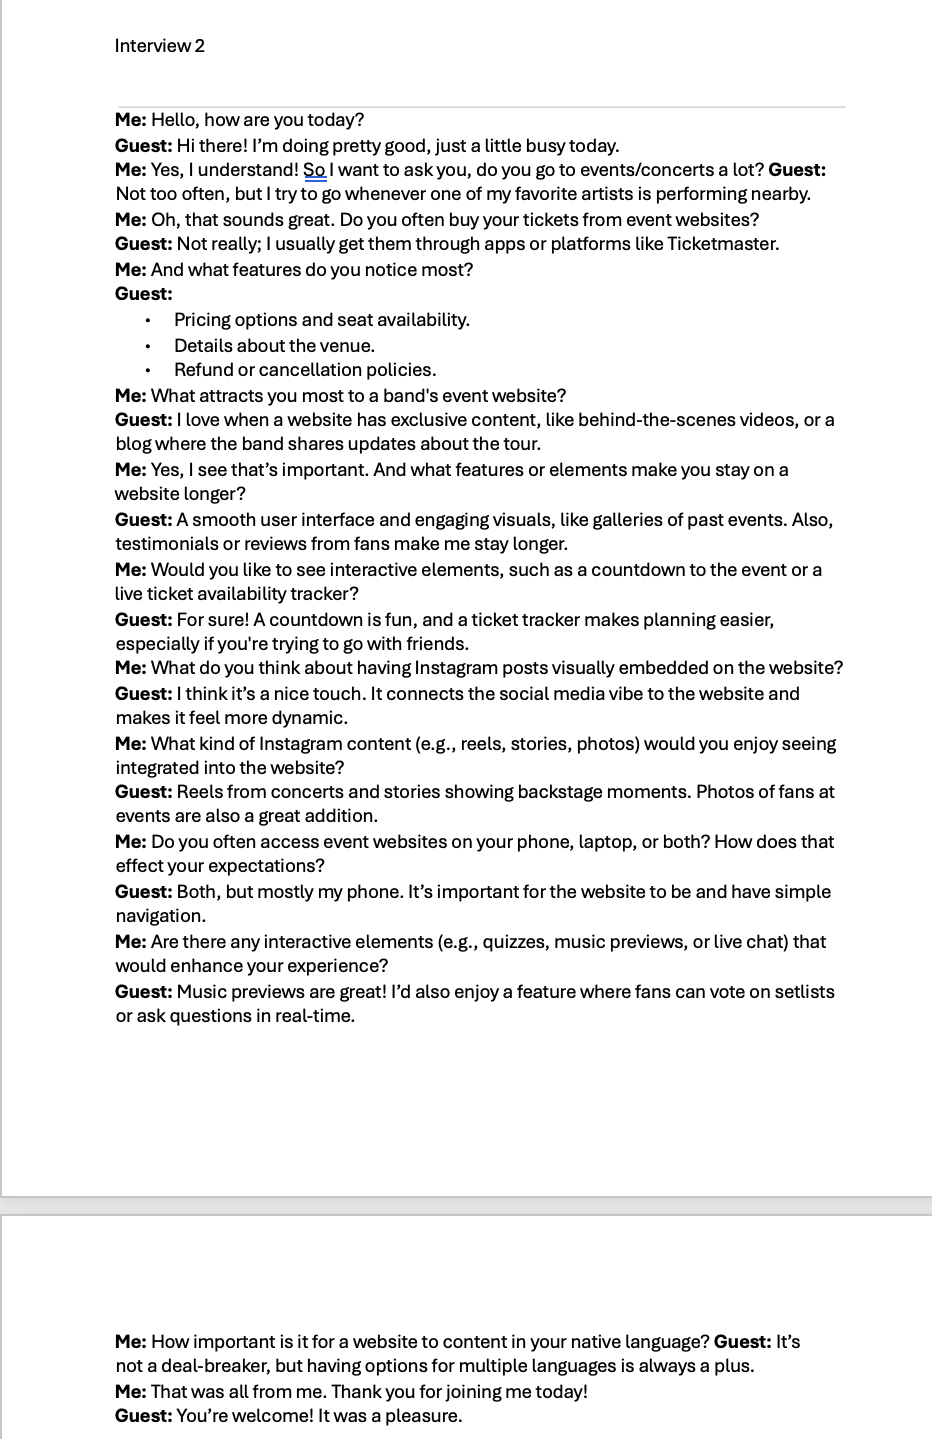 Interview 2
Me: Hello, how are you today?
Guest: Hi there! I’m doing pretty good, just a little busy today.
Me: Yes, I understand! So I want to ask you, do you go to events/concerts a lot? Guest:
Not too often, but I try to go whenever one of my favorite artists is performing nearby.
Me: Oh, that sounds great. Do you often buy your tickets from event websites?
Guest: Not really; I usually get them through apps or platforms like Ticketmaster.
Me: And what features do you notice most?
Guest:
• Pricing options and seat availability.
• Details about the venue.
• Refund or cancellation policies.
Me: What attracts you most to a band's event website?
Guest: I love when a website has exclusive content, like behind-the-scenes videos, or a
blog where the band shares updates about the tour.
Me: Yes, I see that’s important. And what features or elements make you stay on a
website longer?
Guest: A smooth user interface and engaging visuals, like galleries of past events. Also,
testimonials or reviews from fans make me stay longer.
Me: Would you like to see interactive elements, such as a countdown to the event or a
live ticket availability tracker?
Guest: For sure! A countdown is fun, and a ticket tracker makes planning easier,
especially if you're trying to go with friends.
Me: What do you think about having Instagram posts visually embedded on the website?
Guest: I think it’s a nice touch. It connects the social media vibe to the website and
makes it feel more dynamic.
Me: What kind of Instagram content (e.g., reels, stories, photos) would you enjoy seeing
integrated into the website?
Guest: Reels from concerts and stories showing backstage moments. Photos of fans at
events are also a great addition.
Me: Do you often access event websites on your phone, laptop, or both? How does that
effect your expectations?
Guest: Both, but mostly my phone. It’s important for the website to be and have simple
navigation.
Me: Are there any interactive elements (e.g., quizzes, music previews, or live chat) that
would enhance your experience?
Guest: Music previews are great! I’d also enjoy a feature where fans can vote on setlists
or ask questions in real-time.
Me: How important is it for a website to content in your native language? Guest: It’s
not a deal-breaker, but having options for multiple languages is always a plus.
Me: That was all from me. Thank you for joining me today!
Guest: You’re welcome! It was a pleasure.